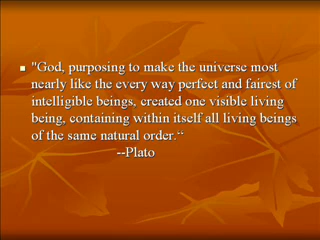 "God, purposing to make the universe most
nearly like the every way perfect and fairest of
intelligible beings, created one visible living
being, containing within itself all living beings
of the same natural order.“
--Plato